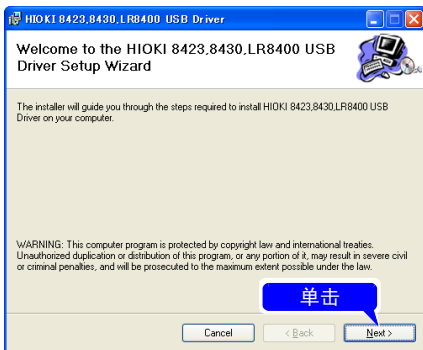 HIOKI 8423,8430,LR8400 USB Driver
Welcome to the HIOKI 8423,8430,LR8400 USB
Driver Setup Wizard
The installer will guide you through the steps required to install HIOKI 8423,8430,LR8400 USB
Driver on your computer.
WARNING: This computer program is protected by copyright law and international treaties.
Unauthorized duplication or distribution of this program, or any portion of it, may result in severe civil
or criminal penalties, and will be prosecuted to the maximum extent possible under the law.
单击
Cancel
< Back
Next >